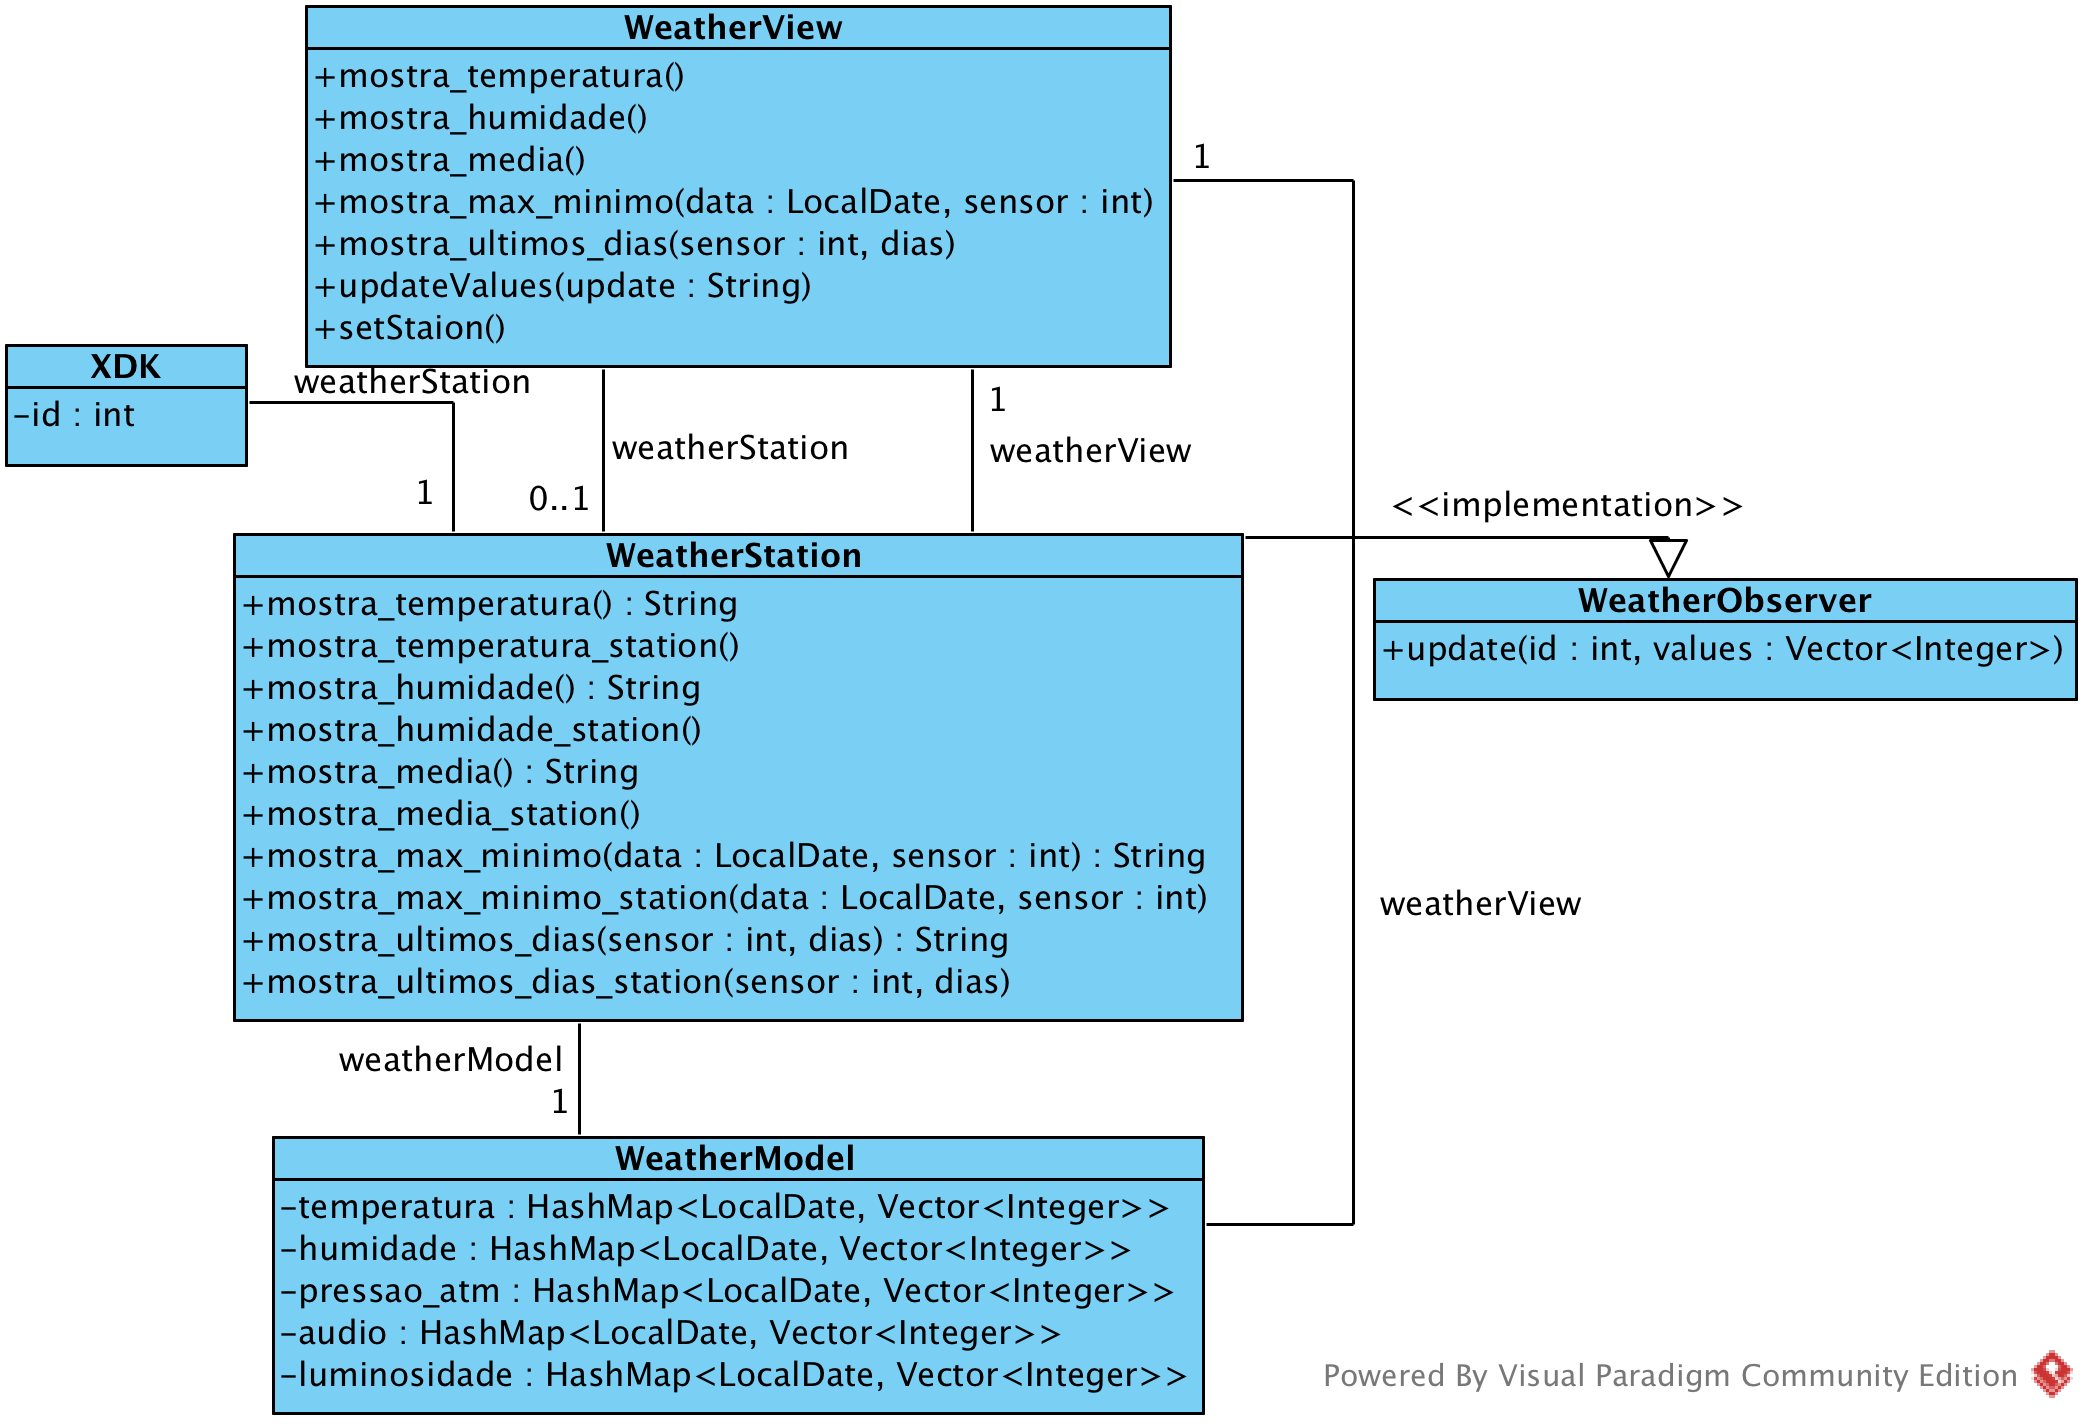 WeatherView
+mostra_temperatura()
+mostra_humidade()
+mostra_media()
+mostra_max_minimo(data : LocalDate, sensor : int)
+mostra_ultimos_dias(sensor : int, dias)
+updateValues(update : String)
+setStaion()
1
XDK
-id : int
weatherStation
1
weatherStation
0..1
1
weatherView
<<implementation>>
WeatherStation
+mostra_temperatura() : String
+mostra_temperatura_station()
+mostra_humidade() : String
+mostra_humidade_station()
+mostra_media() : String
+mostra_media_station()
+mostra_max_minimo(data : LocalDate, sensor : int) : String
+mostra_max_minimo_station(data : LocalDate, sensor : int)
+mostra_ultimos_dias(sensor : int, dias) : String
+mostra_ultimos_dias_station(sensor : int, dias)
WeatherObserver
+update(id : int, values : Vector<Integer>)
weatherView
weatherModel
1
WeatherModel
-temperatura : HashMap<LocalDate, Vector<Integer>>
-humidade : HashMap<LocalDate, Vector<Integer>>
-pressao_atm : HashMap<LocalDate, Vector<Integer>>
-audio : HashMap<LocalDate, Vector<Integer>>
-luminosidade : HashMap<LocalDate, Vector<Integer>>
Powered By Visual Paradigm Community Edition